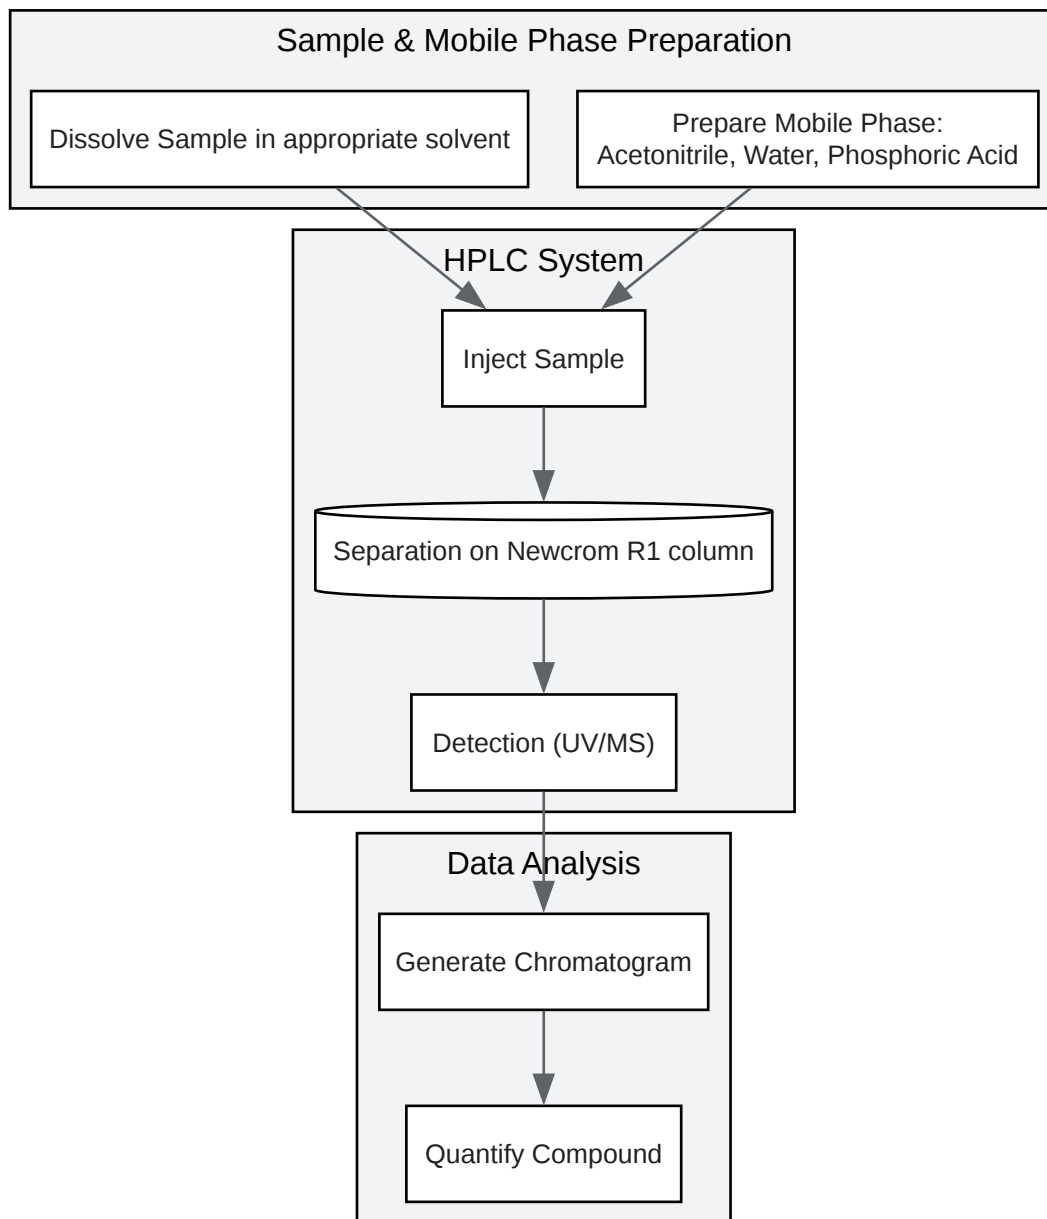 Sample & Mobile Phase Preparation
Dissolve Sample in appropriate solvent
Prepare Mobile Phase:
Acetonitrile, Water, Phosphoric Acid
HPLC System
Inject Sample
Separation on Newcrom R1 column
Detection (UV/MS)
Data Analysis
Generate Chromatogram
Quantify Compound